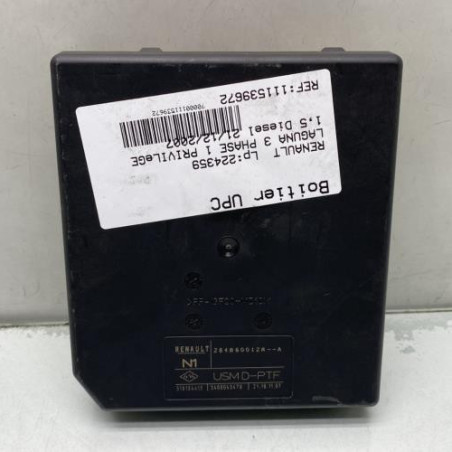 Boitier UPC
RENAULT Lp:224359
LAGUNA 3 PHASE 1 PRIVILEGE
1,5 Diesel 21/12/2007
REF:1111539672
RENAULT
284B60012R--A
N1
USM D-PTF